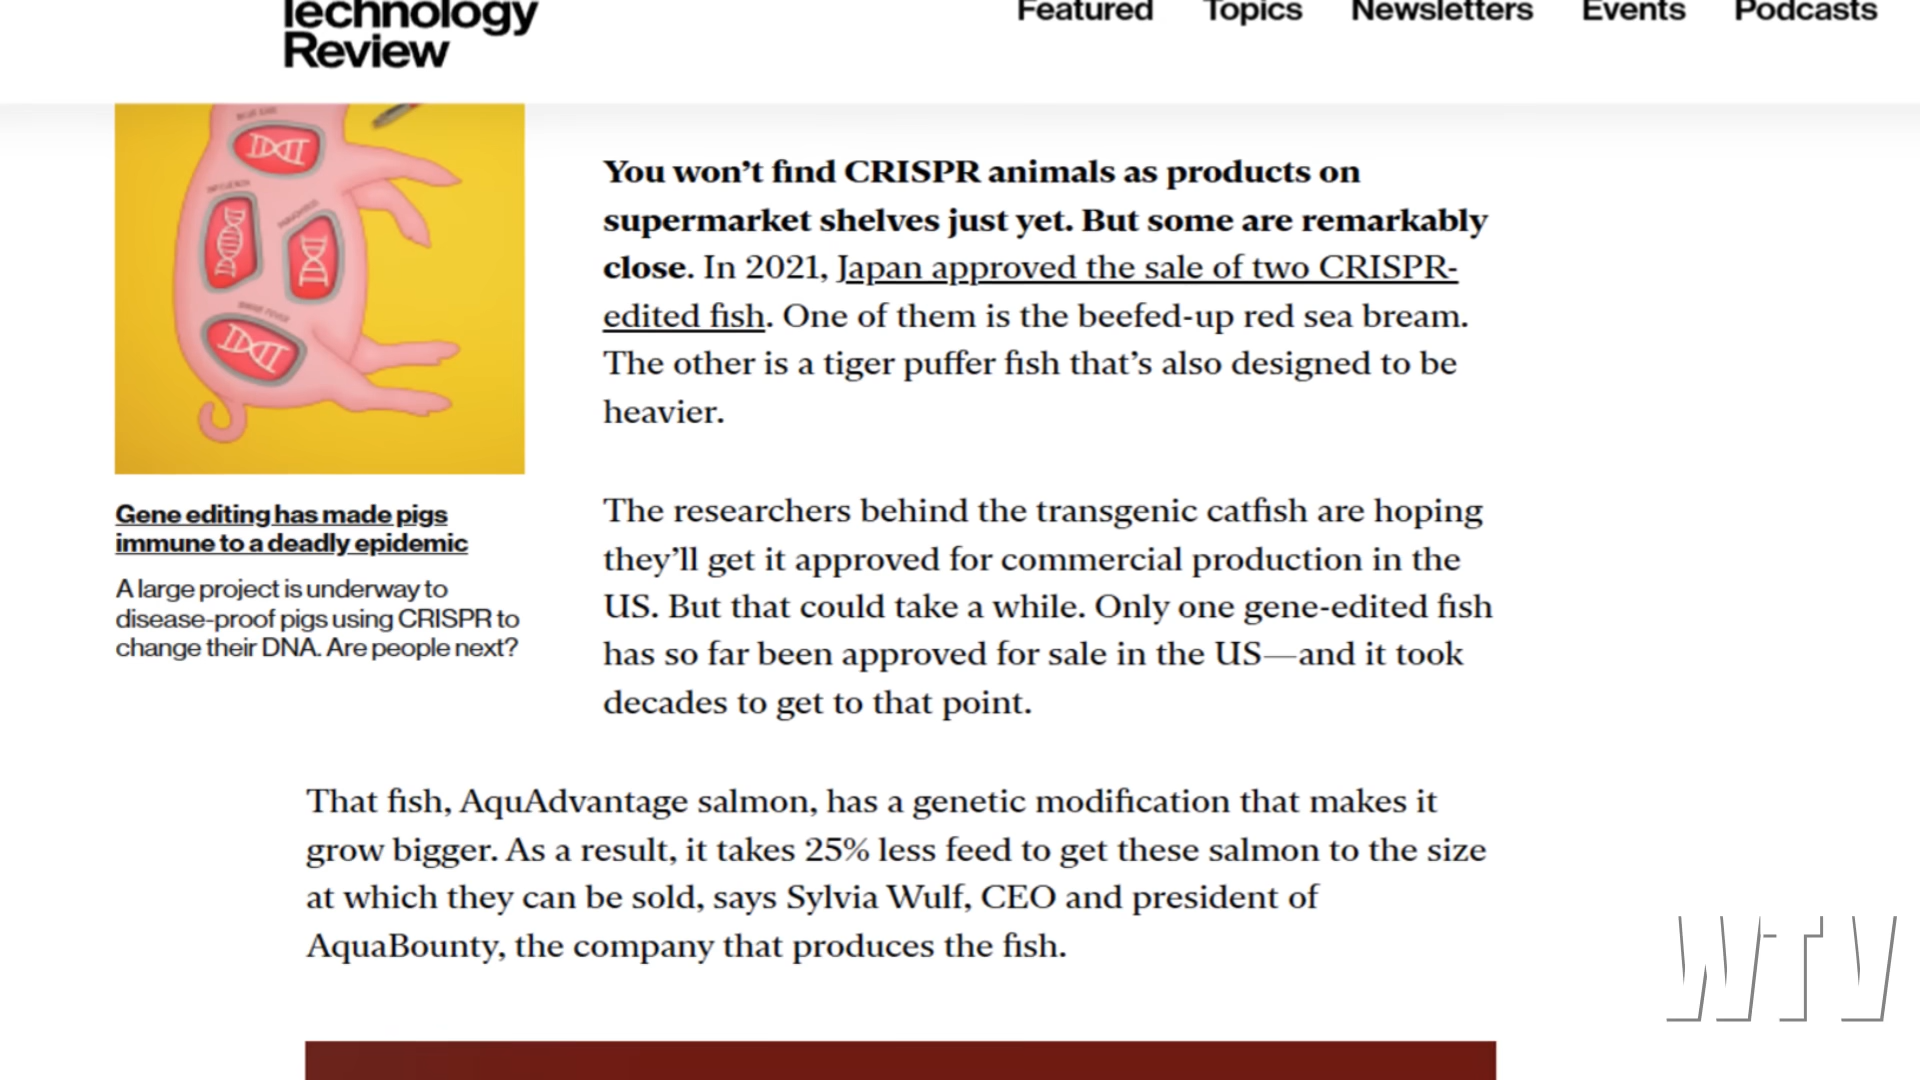 Technology
Review
Featured Topics Newsletters Events Podcasts
You won’t find CRISPR animals as products on
supermarket shelves just yet. But some are remarkably
close. In 2021, Japan approved the sale of two CRISPR-
edited fish. One of them is the beefed-up red sea bream.
The other is a tiger puffer fish that’s also designed to be
heavier.
Gene editing has made pigs
immune to a deadly epidemic
A large project is underway to
disease-proof pigs using CRISPR to
change their DNA. Are people next?
The researchers behind the transgenic catfish are hoping
they’ll get it approved for commercial production in the
US. But that could take a while. Only one gene-edited fish
has so far been approved for sale in the US—and it took
decades to get to that point.
That fish, AquAdvantage salmon, has a genetic modification that makes it
grow bigger. As a result, it takes 25% less feed to get these salmon to the size
at which they can be sold, says Sylvia Wulf, CEO and president of
AquaBounty, the company that produces the fish.
WTV